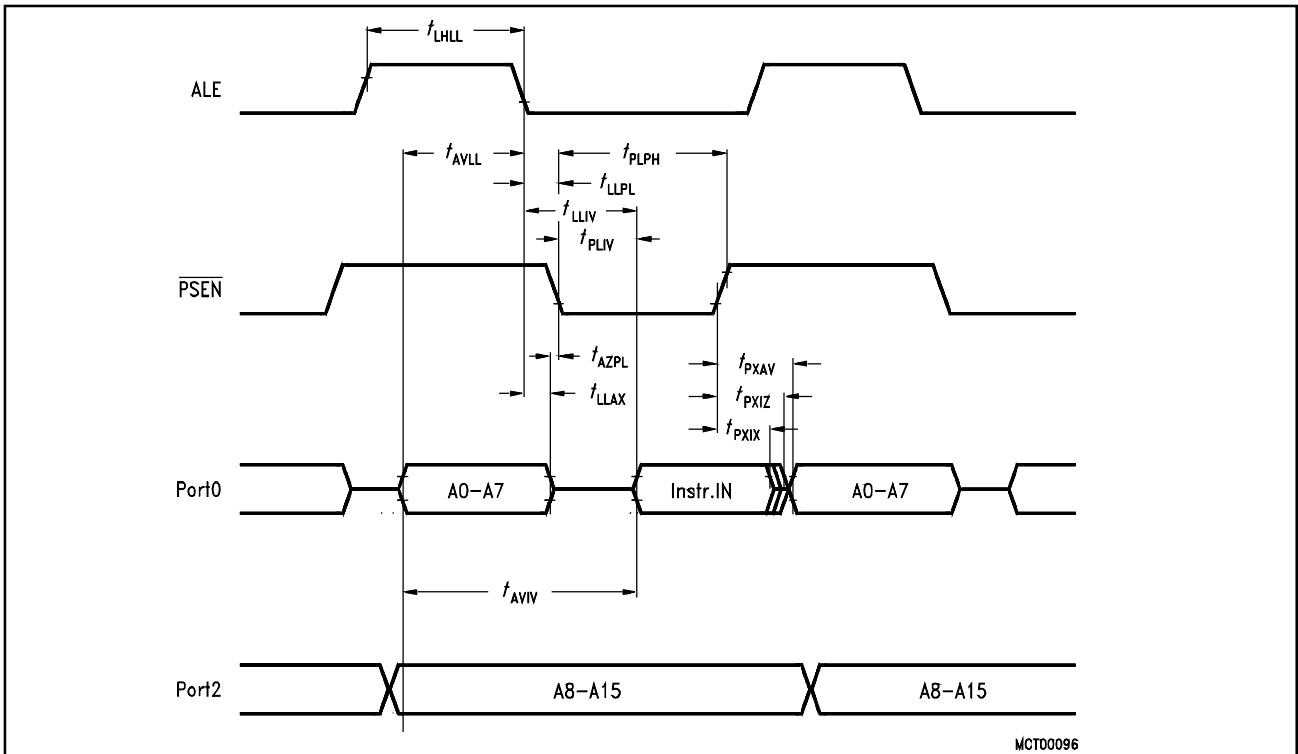 tLHLL
ALE
tAVLL
tPLPH
tLLPL
tLLIV
tPLIV
PSEN
tAZPL
tPXAV
tLLAX
tPXIZ
tPXIX
Port0
A0-A7
Instr.IN
A0-A7
tAVIV
Port2
A8-A15
A8-A15
MCT00096